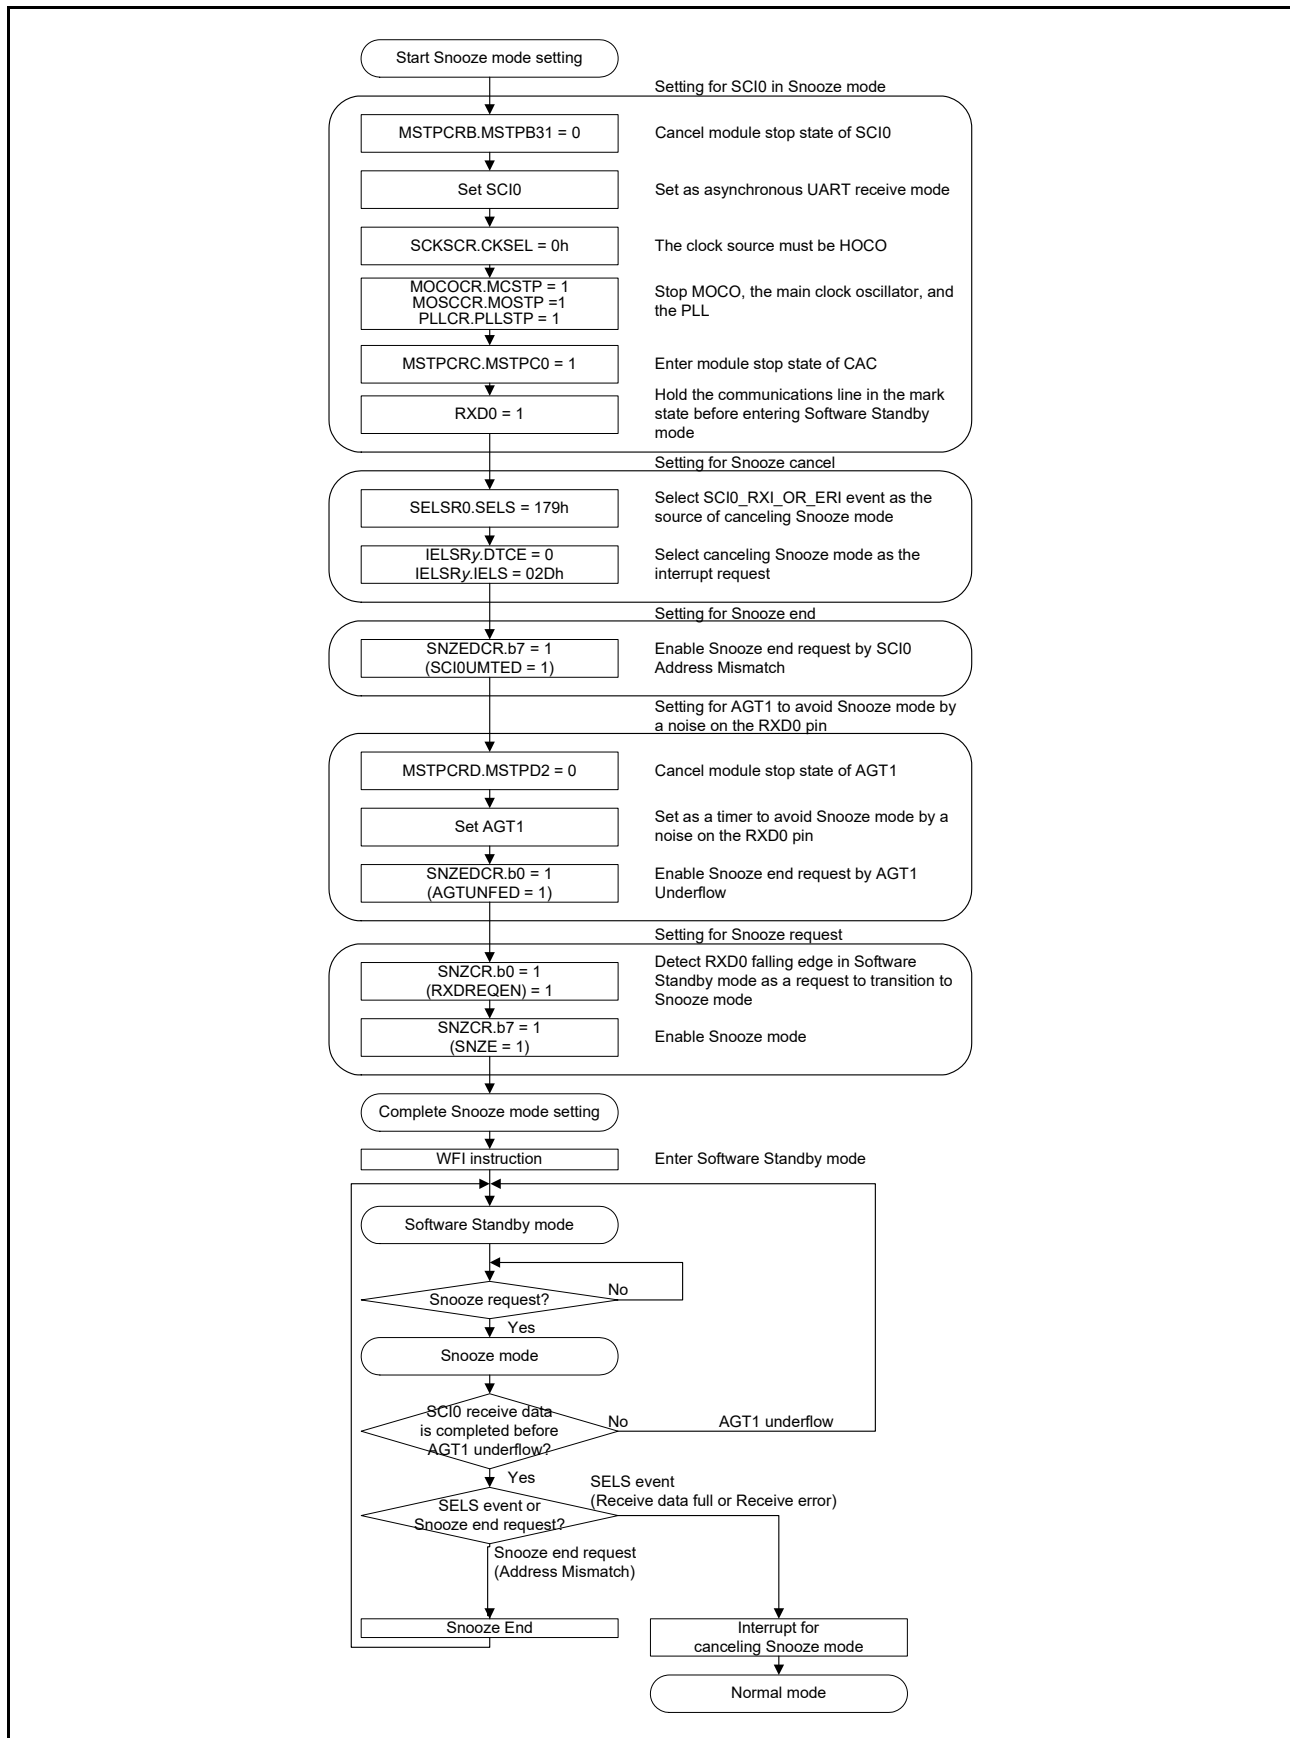 Start Snooze mode setting
Setting for SCI0 in Snooze mode
MSTPCRB.MSTPB31 = 0
Cancel module stop state of SCI0
Set SCI0
Set as asynchronous UART receive mode
SCKSCR.CKSEL = 0h
The clock source must be HOCO
MOCOCR.MCSTP = 1
MOSCCR.MOSTP =1
PLLCR.PLLSTP = 1
Stop MOCO, the main clock oscillator, and
the PLL
MSTPCRC.MSTPC0 = 1
Enter module stop state of CAC
RXD0 = 1
Hold the communications line in the mark
state before entering Software Standby
mode
Setting for Snooze cancel
SELSR0.SELS = 179h
Select SCI0_RXI_OR_ERI event as the
source of canceling Snooze mode
IELSRy.DTCE = 0
IELSRy.IELS = 02Dh
Select canceling Snooze mode as the
interrupt request
Setting for Snooze end
SNZEDCR.b7 = 1
(SCI0UMTED = 1)
Enable Snooze end request by SCI0
Address Mismatch
Setting for AGT1 to avoid Snooze mode by
a noise on the RXD0 pin
MSTPCRD.MSTPD2 = 0
Cancel module stop state of AGT1
Set AGT1
Set as a timer to avoid Snooze mode by a
noise on the RXD0 pin
SNZEDCR.b0 = 1
(AGTUNFED = 1)
Enable Snooze end request by AGT1
Underflow
Setting for Snooze request
SNZCR.b0 = 1
(RXDREQEN) = 1
Detect RXD0 falling edge in Software
Standby mode as a request to transition to
Snooze mode
SNZCR.b7 = 1
(SNZE = 1)
Enable Snooze mode
Complete Snooze mode setting
WFI instruction
Enter Software Standby mode
Software Standby mode
Snooze request?
No
Yes
Snooze mode
SCI0 receive data
is completed before
AGT1 underflow?
No
AGT1 underflow
Yes
SELS event or
Snooze end request?
SELS event
(Receive data full or Receive error)
Snooze end request
(Address Mismatch)
Snooze End
Interrupt for
canceling Snooze mode
Normal mode